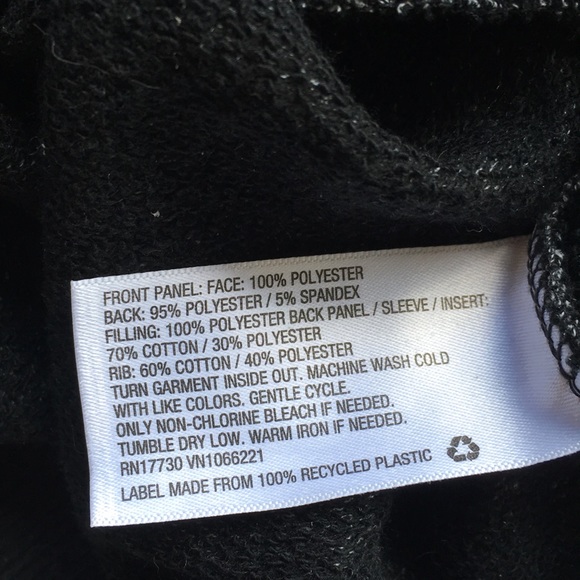 FRONT PANEL: FACE: 100% POLYESTER
BACK: 95% POLYESTER / 5% SPANDEX
FILLING: 100% POLYESTER BACK PANEL / SLEEVE / INSERT:
70% COTTON / 30% POLYESTER
RIB: 60% COTTON / 40% POLYESTER
TURN GARMENT INSIDE OUT. MACHINE WASH COLD
WITH LIKE COLORS. GENTLE CYCLE.
ONLY NON-CHLORINE BLEACH IF NEEDED.
TUMBLE DRY LOW. WARM IRON IF NEEDED.
RN17730 VN1066221
LABEL MADE FROM 100% RECYCLED PLASTIC